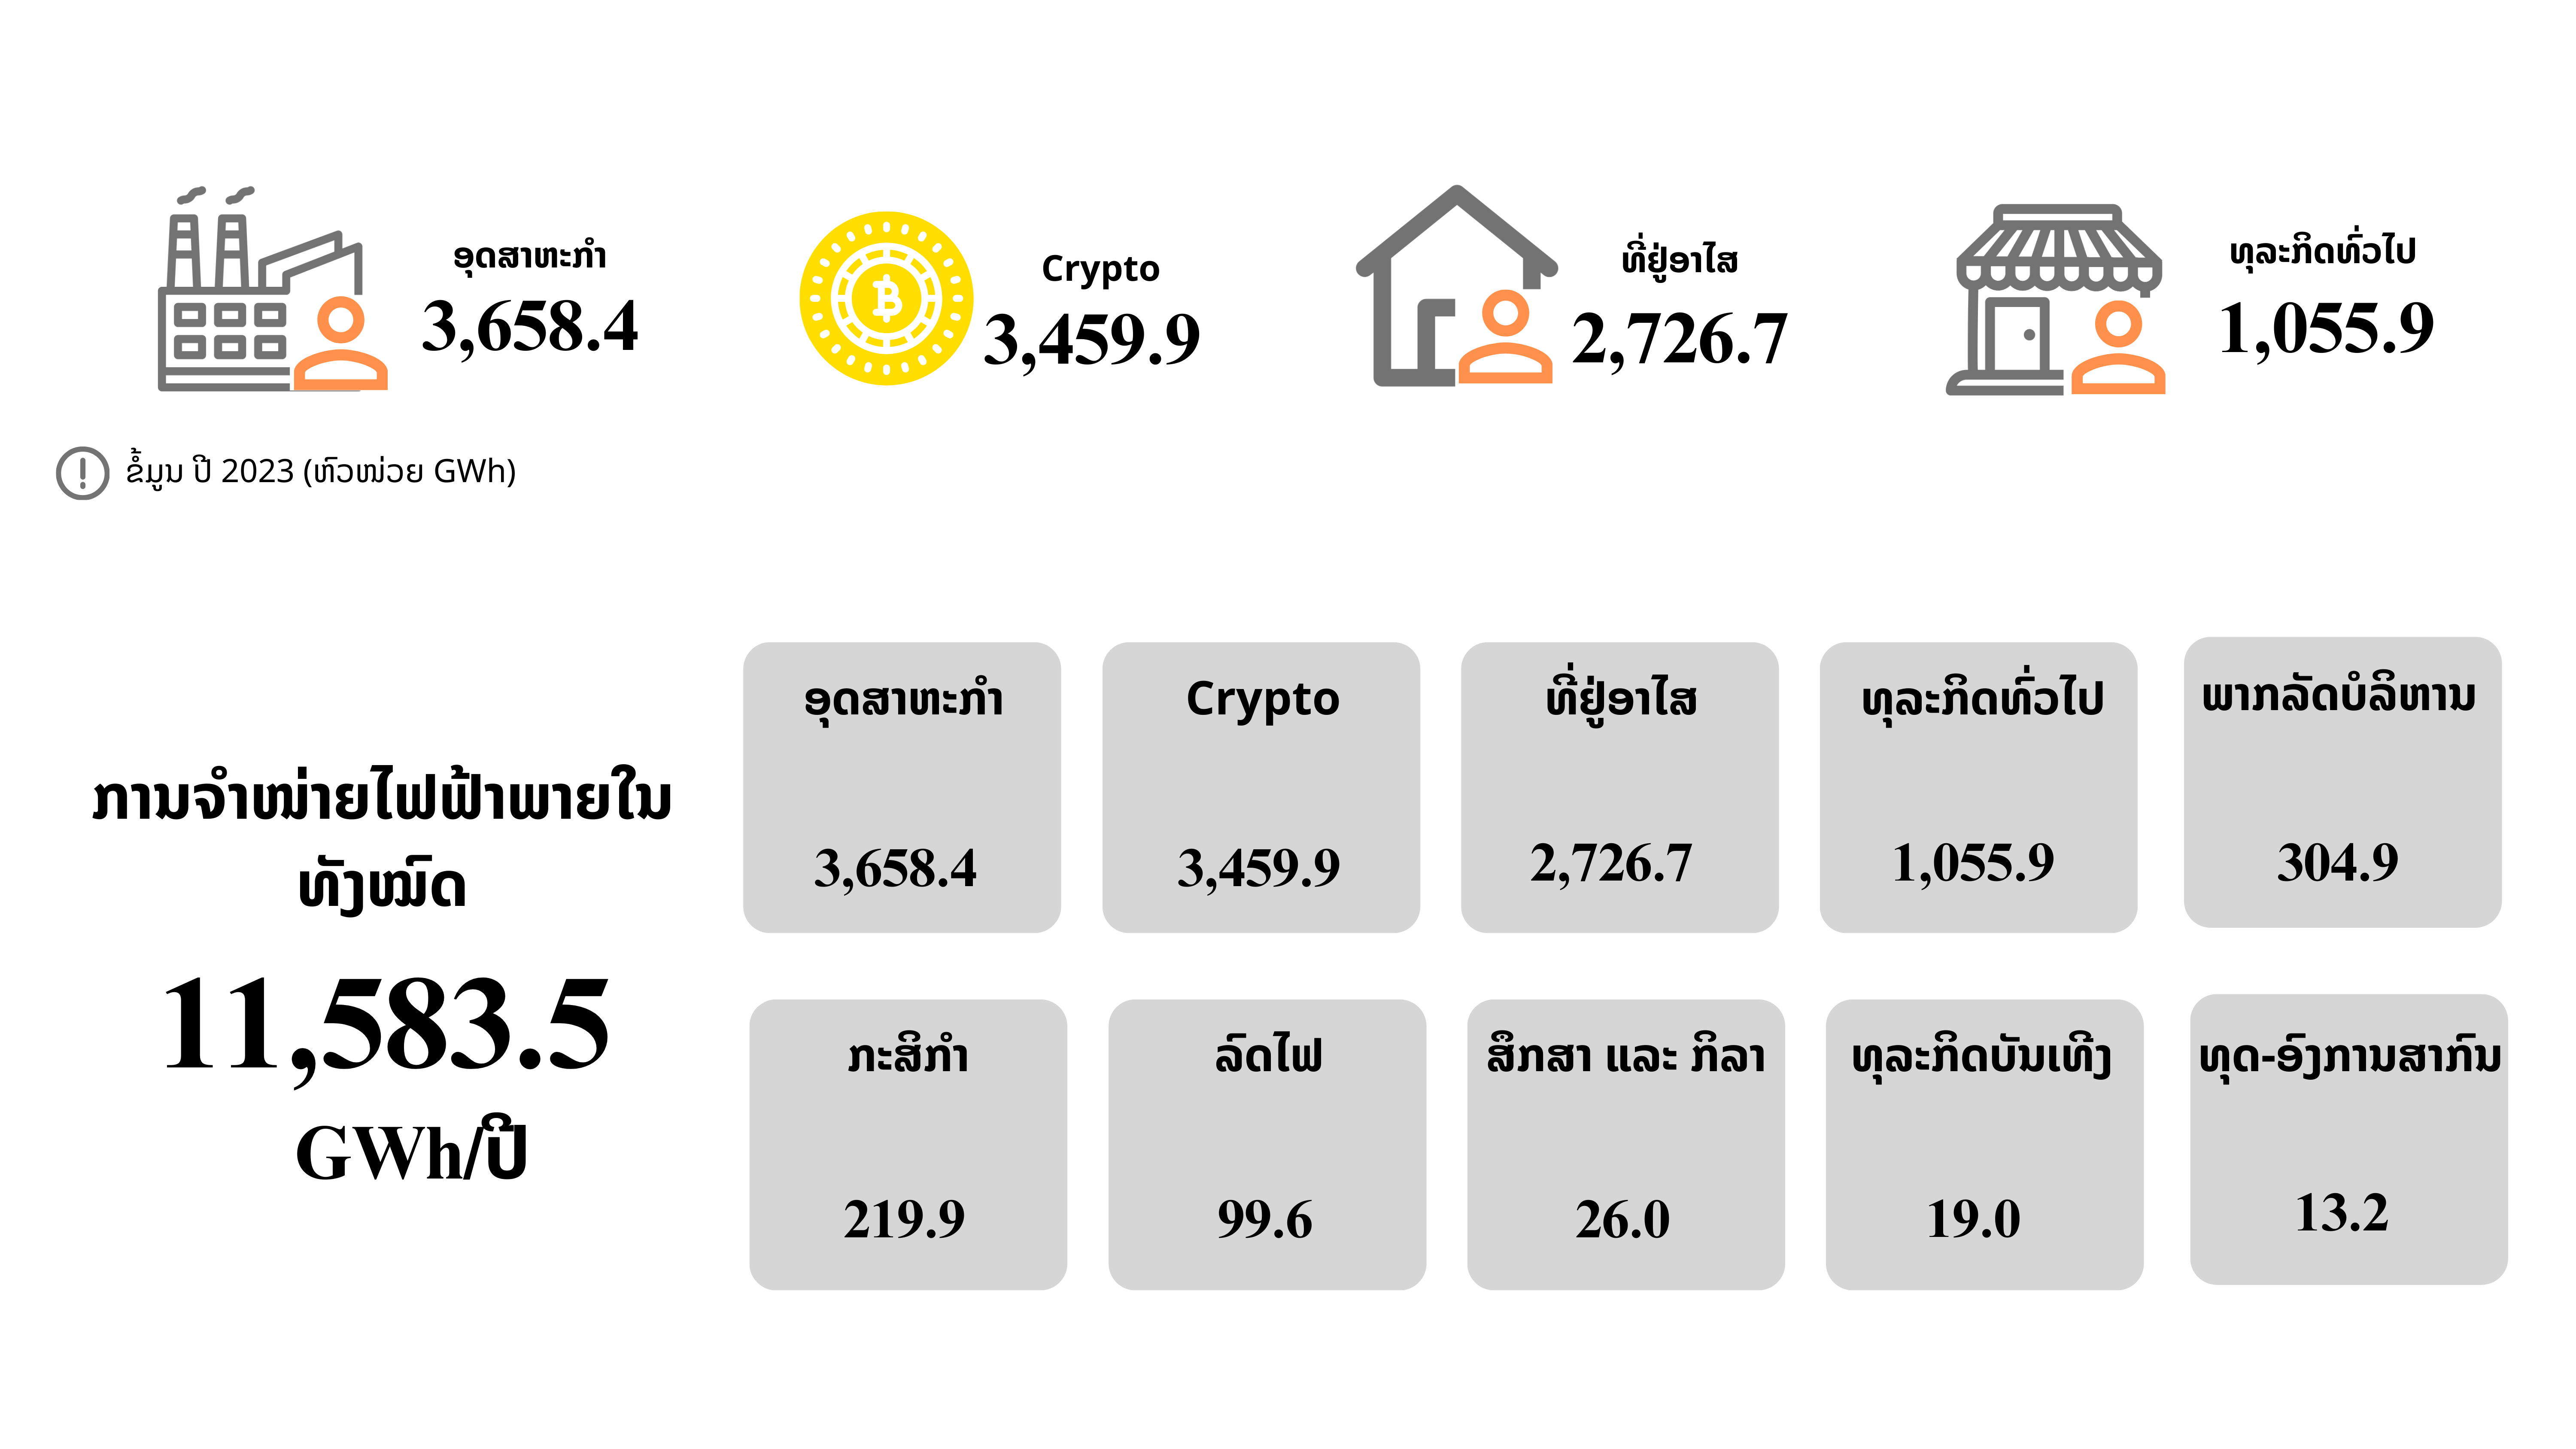 ອຸດສາຫະກຳ
3,658.4
Crypto
3,459.9
ທີ່ຢູ່ອາໄສ
2,726.7
ທຸລະກິດທົ່ວໄປ
1,055.9
ຂໍ້ມູນ ປີ 2023 (ຫົວໜ່ວຍ GWh)
ການຈຳໜ່າຍໄຟຟ້າພາຍໃນ
ທັງໝົດ
11,583.5
GWh/ປີ
ອຸດສາຫະກຳ
3,658.4
Crypto
3,459.9
ທີ່ຢູ່ອາໄສ
2,726.7
ທຸລະກິດທົ່ວໄປ
1,055.9
ພາກລັດບໍລິຫານ
304.9
ກະສິກຳ
219.9
ລົດໄຟ
99.6
ສຶກສາ ແລະ ກິລາ
26.0
ທຸລະກິດບັນເທີງ
19.0
ທຸດ-ອົງການສາກົນ
13.2